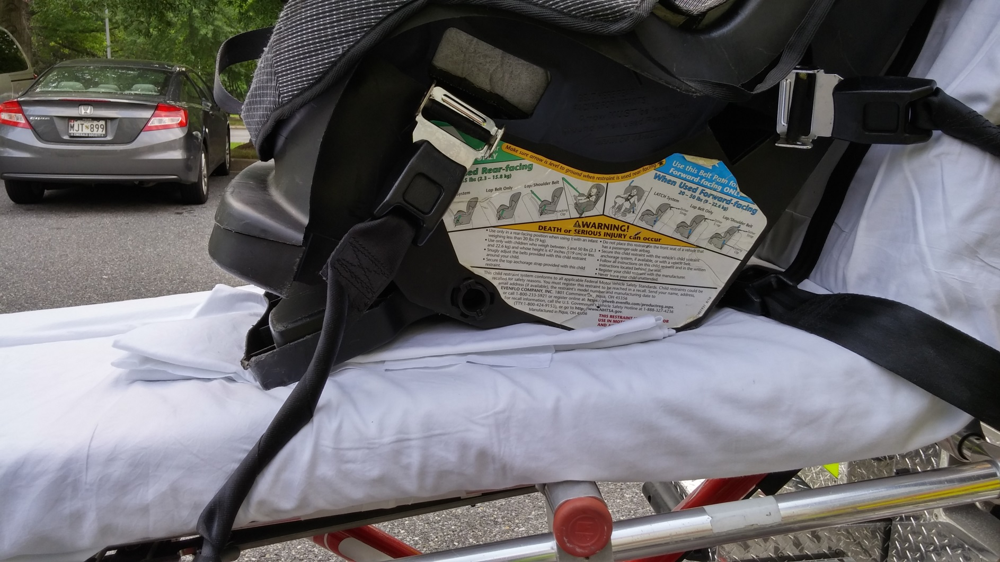 CIVIC
MJT 899
EMERALD SOCIETY
ONLY
ed Rear-facing
5 lbs (2.3 – 15.8 kg)
System
Lap Belt Only
Lap/Shoulder Belt
Locking
Clip
Make sure arrow is level to ground when restraint is used rear-facing.
Use this Belt Path for
Forward-facing ONLY
When Used Forward-facing
20 – 50 lbs (9 – 22.6 kg)
LATCH System
Tether
Strap
Lap Belt Only
Tether
Strap
Lap/Shoulder Belt
Tether
Strap
Locking
Clip
WARNING!
DEATH or SERIOUS INJURY can occur
• Use only in a rear-facing position when using it with an infant
weighing less than 20 lbs (9 kg).
• Use only with children who weigh between 5 and 50 lbs (2.3
and 22.6 kg) and whose height is 47 inches (119 cm) or less.
• Snugly adjust the belts provided with this child restraint
around your child.
• Secure the top anchorage strap provided with this child
restraint.
• Do not place this restraint in the front seat of a vehicle that
has a passenger-side airbag.
• Secure this child restraint with the vehicle's child restraint
anchorage system, if available, or with a vehicle belt.
• Follow all instructions on this child restraint and in the written
instructions located behind the seat.
• Register your child restraint with the manufacturer.
• Never leave your child unattended.
This child restraint system conforms to all applicable Federal Motor Vehicle Safety Standards. Child restraints could be
recalled for safety reasons. You must register this restraint to be reached in a recall. Send your name, address,
email address (if available), the restraint's model number and manufacturing date to
EVENFLO COMPANY, INC. 1801 Commerce Dr., Piqua, OH 45356
or call 1-800-233-5921 or register online at: https://plweb.evenflo.com/productreg.aspx.
For recall information, call the U.S. Government's Vehicle Safety Hotline at 1-888-327-4236
(TTY:1-800-424-9153), or go to http://www.NHTSA.gov
Manufactured in Piqua, OH 45356
THIS RESTRAINT OR
USE IN MOT
AND A